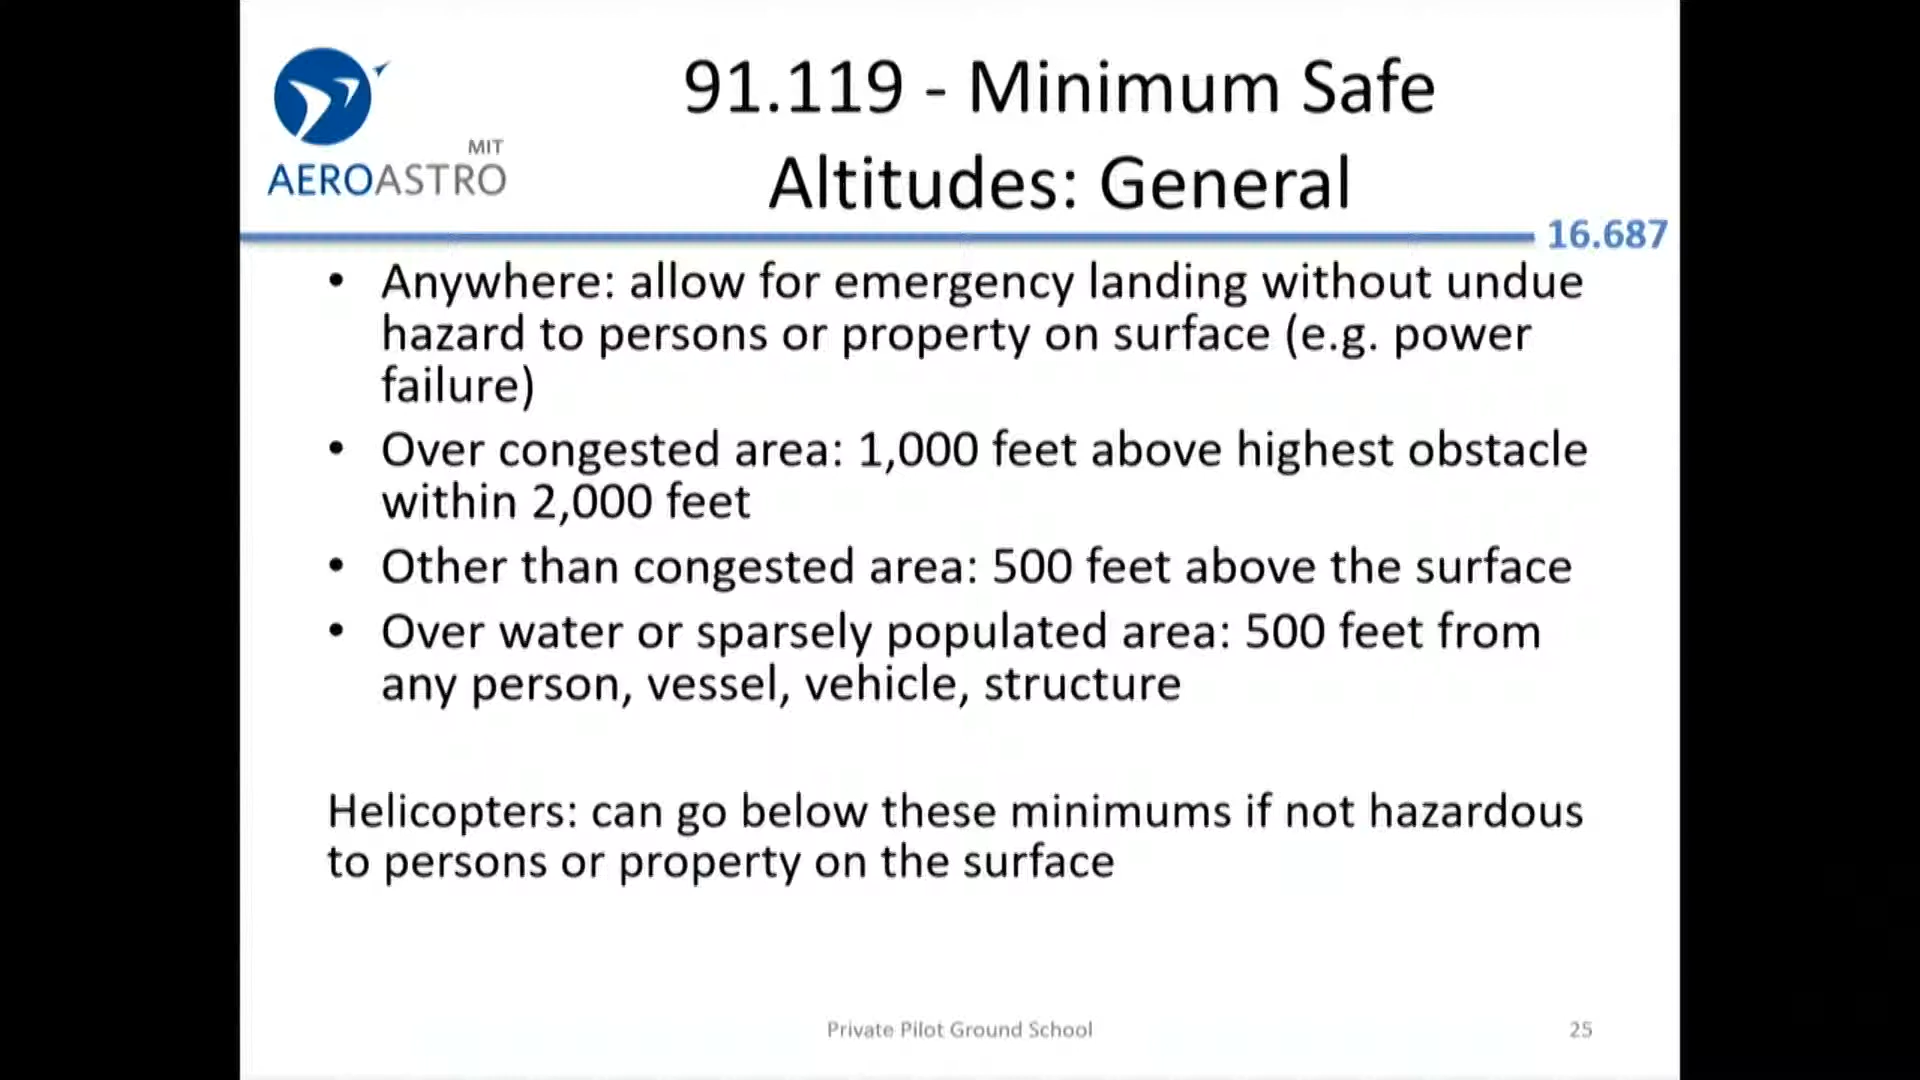 MIT
AEROASTRO
91.119 - Minimum Safe
Altitudes: General
16.687
• Anywhere: allow for emergency landing without undue
hazard to persons or property on surface (e.g. power
failure)
• Over congested area: 1,000 feet above highest obstacle
within 2,000 feet
• Other than congested area: 500 feet above the surface
• Over water or sparsely populated area: 500 feet from
any person, vessel, vehicle, structure
Helicopters: can go below these minimums if not hazardous
to persons or property on the surface
Private Pilot Ground School
25